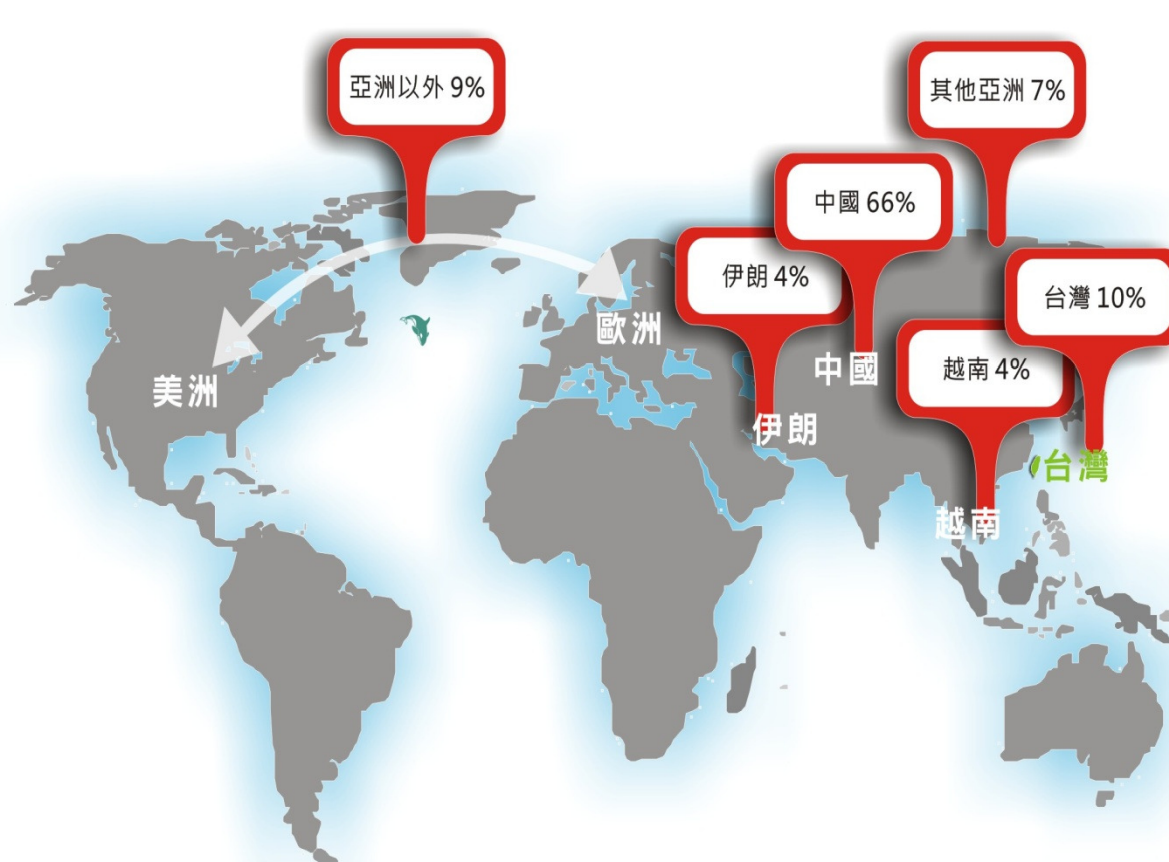 亞洲以外 9%
其他亞洲 7%
中國 66%
伊朗 4%
台灣 10%
越南 4%
歐洲
美洲
中國
伊朗
台灣
越南